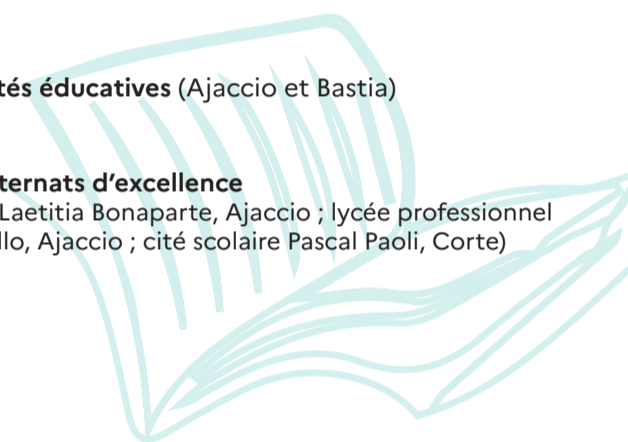 tés éducatives (Ajaccio et Bastia)
ternats d'excellence
Laetitia Bonaparte, Ajaccio ; lycée professionnel
llo, Ajaccio ; cité scolaire Pascal Paoli, Corte)